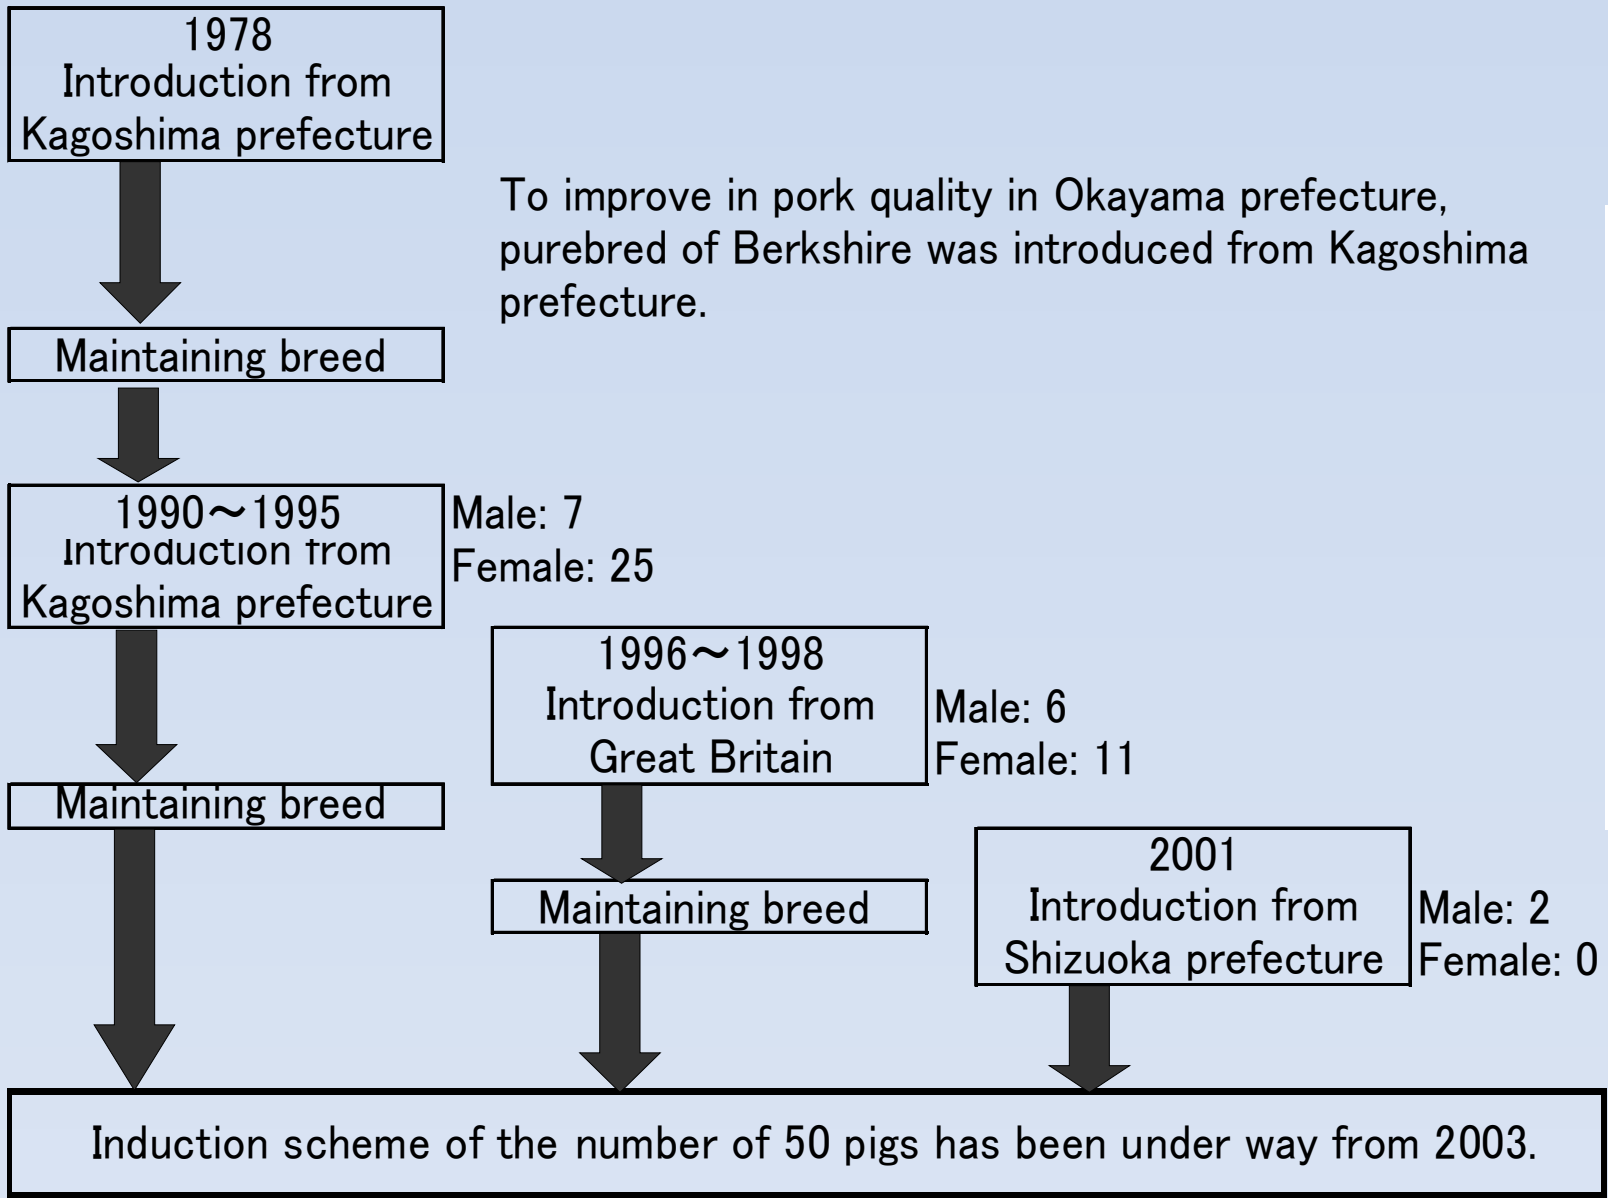 1978
Introduction from
Kagoshima prefecture
To improve in pork quality in Okayama prefecture,
purebred of Berkshire was introduced from Kagoshima
prefecture.
Maintaining breed
1990～1995
Introduction from
Kagoshima prefecture
Male: 7
Female: 25
Maintaining breed
1996～1998
Introduction from
Great Britain
Male: 6
Female: 11
Maintaining breed
2001
Introduction from
Shizuoka prefecture
Male: 2
Female: 0
Induction scheme of the number of 50 pigs has been under way from 2003.